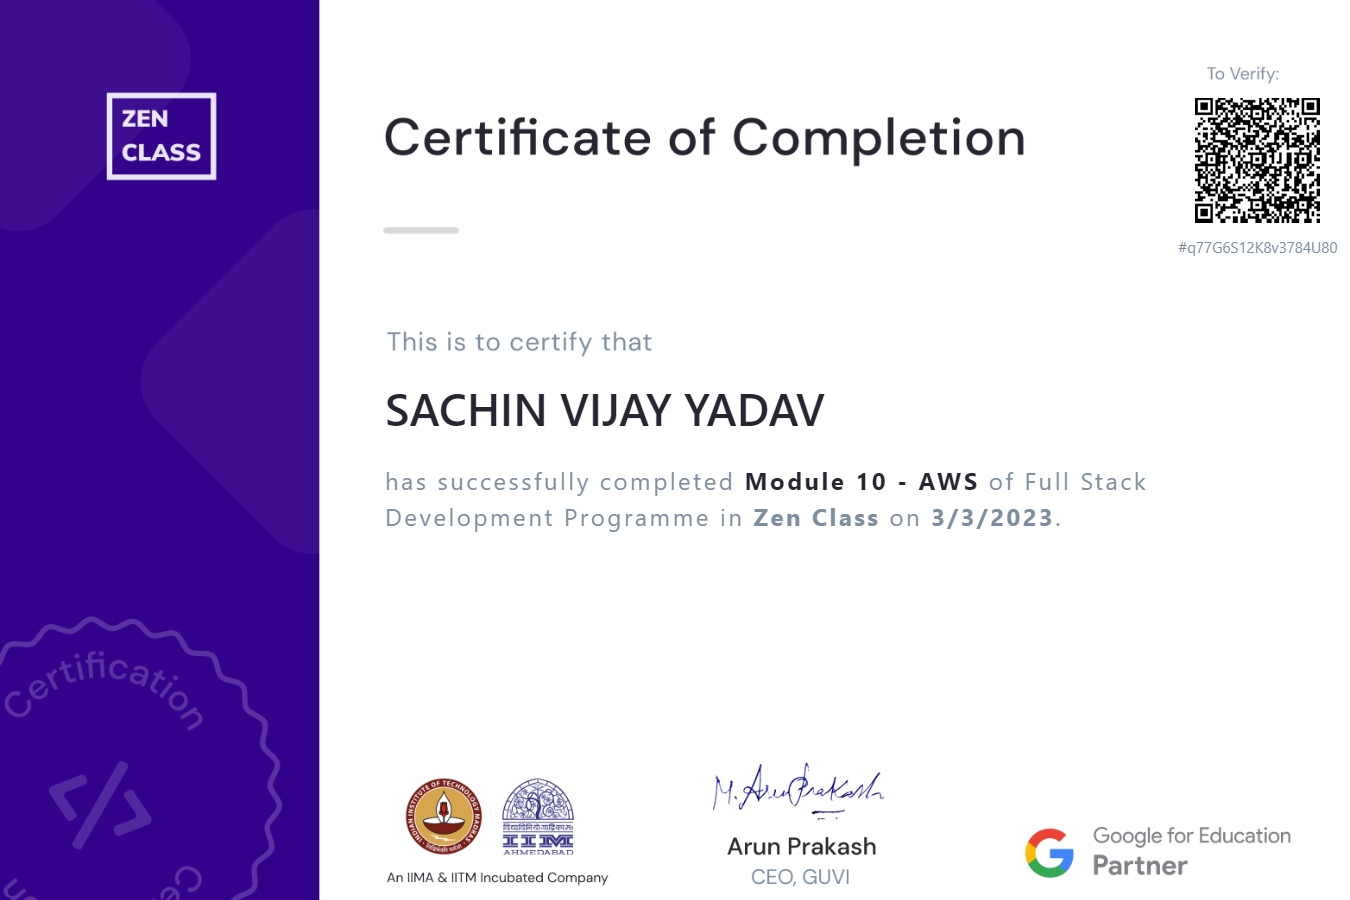 ZEN
CLASS
Certificate of Completion
To Verify:
#q77G6S12K8v3784U80
This is to certify that
SACHIN VIJAY YADAV
has successfully completed Module 10 - AWS of Full Stack
Development Programme in Zen Class on 3/3/2023.
Certification
INDIAN INSTITUTE OF TECHNOLOGY MADRAS
IIM
AHMEDABAD
An IIMA & IITM Incubated Company
M. Arun Prakash
Arun Prakash
CEO, GUVI
Google for Education
Partner